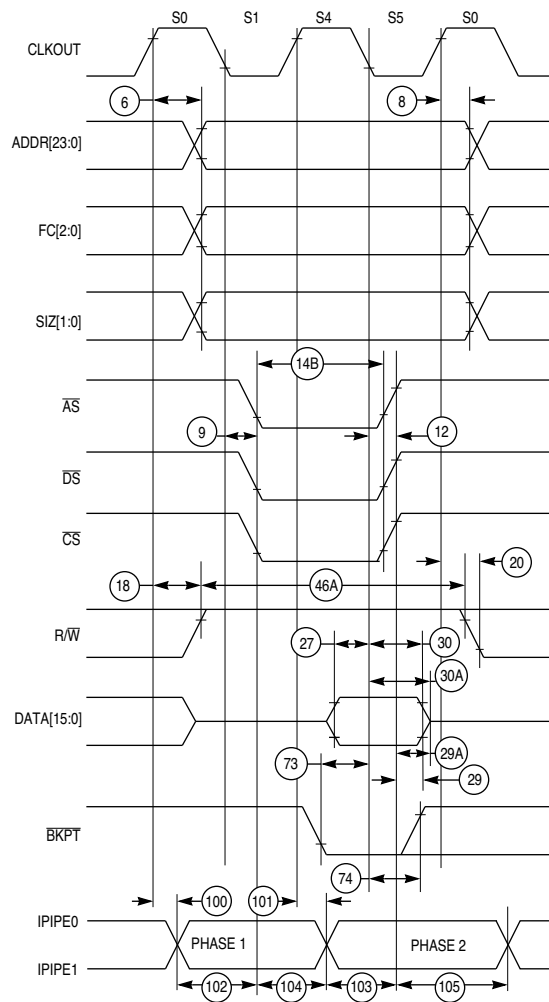 S0 S1 S4 S5 S0
CLKOUT
6 8
ADDR[23:0]
FC[2:0]
SIZ[1:0]
14B
AS
9 12
DS
CS
20
18 46A
R/W
27 30
30A
DATA[15:0]
29A
73 29
BKPT
74
100 101
IPIPE0
PHASE 1 PHASE 2
IPIPE1
102 104 103 105